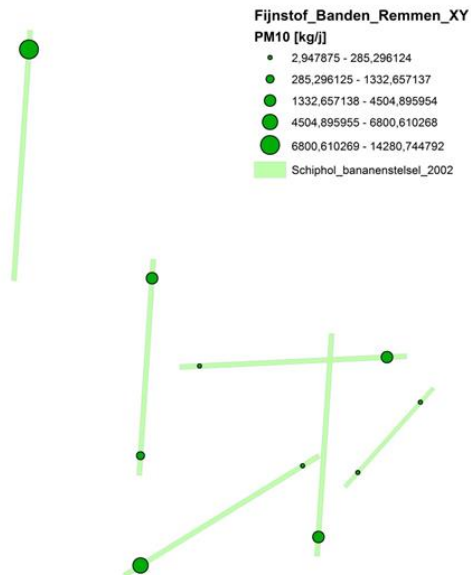 Fijnstof_Banden_Remmen_XY
PM10 [kg/j]
2,947875 - 285,296124
285,296125 - 1332,657137
1332,657138 - 4504,895954
4504,895955 - 6800,610268
6800,610269 - 14280,744792
Schiphol_bananenstelsel_2002